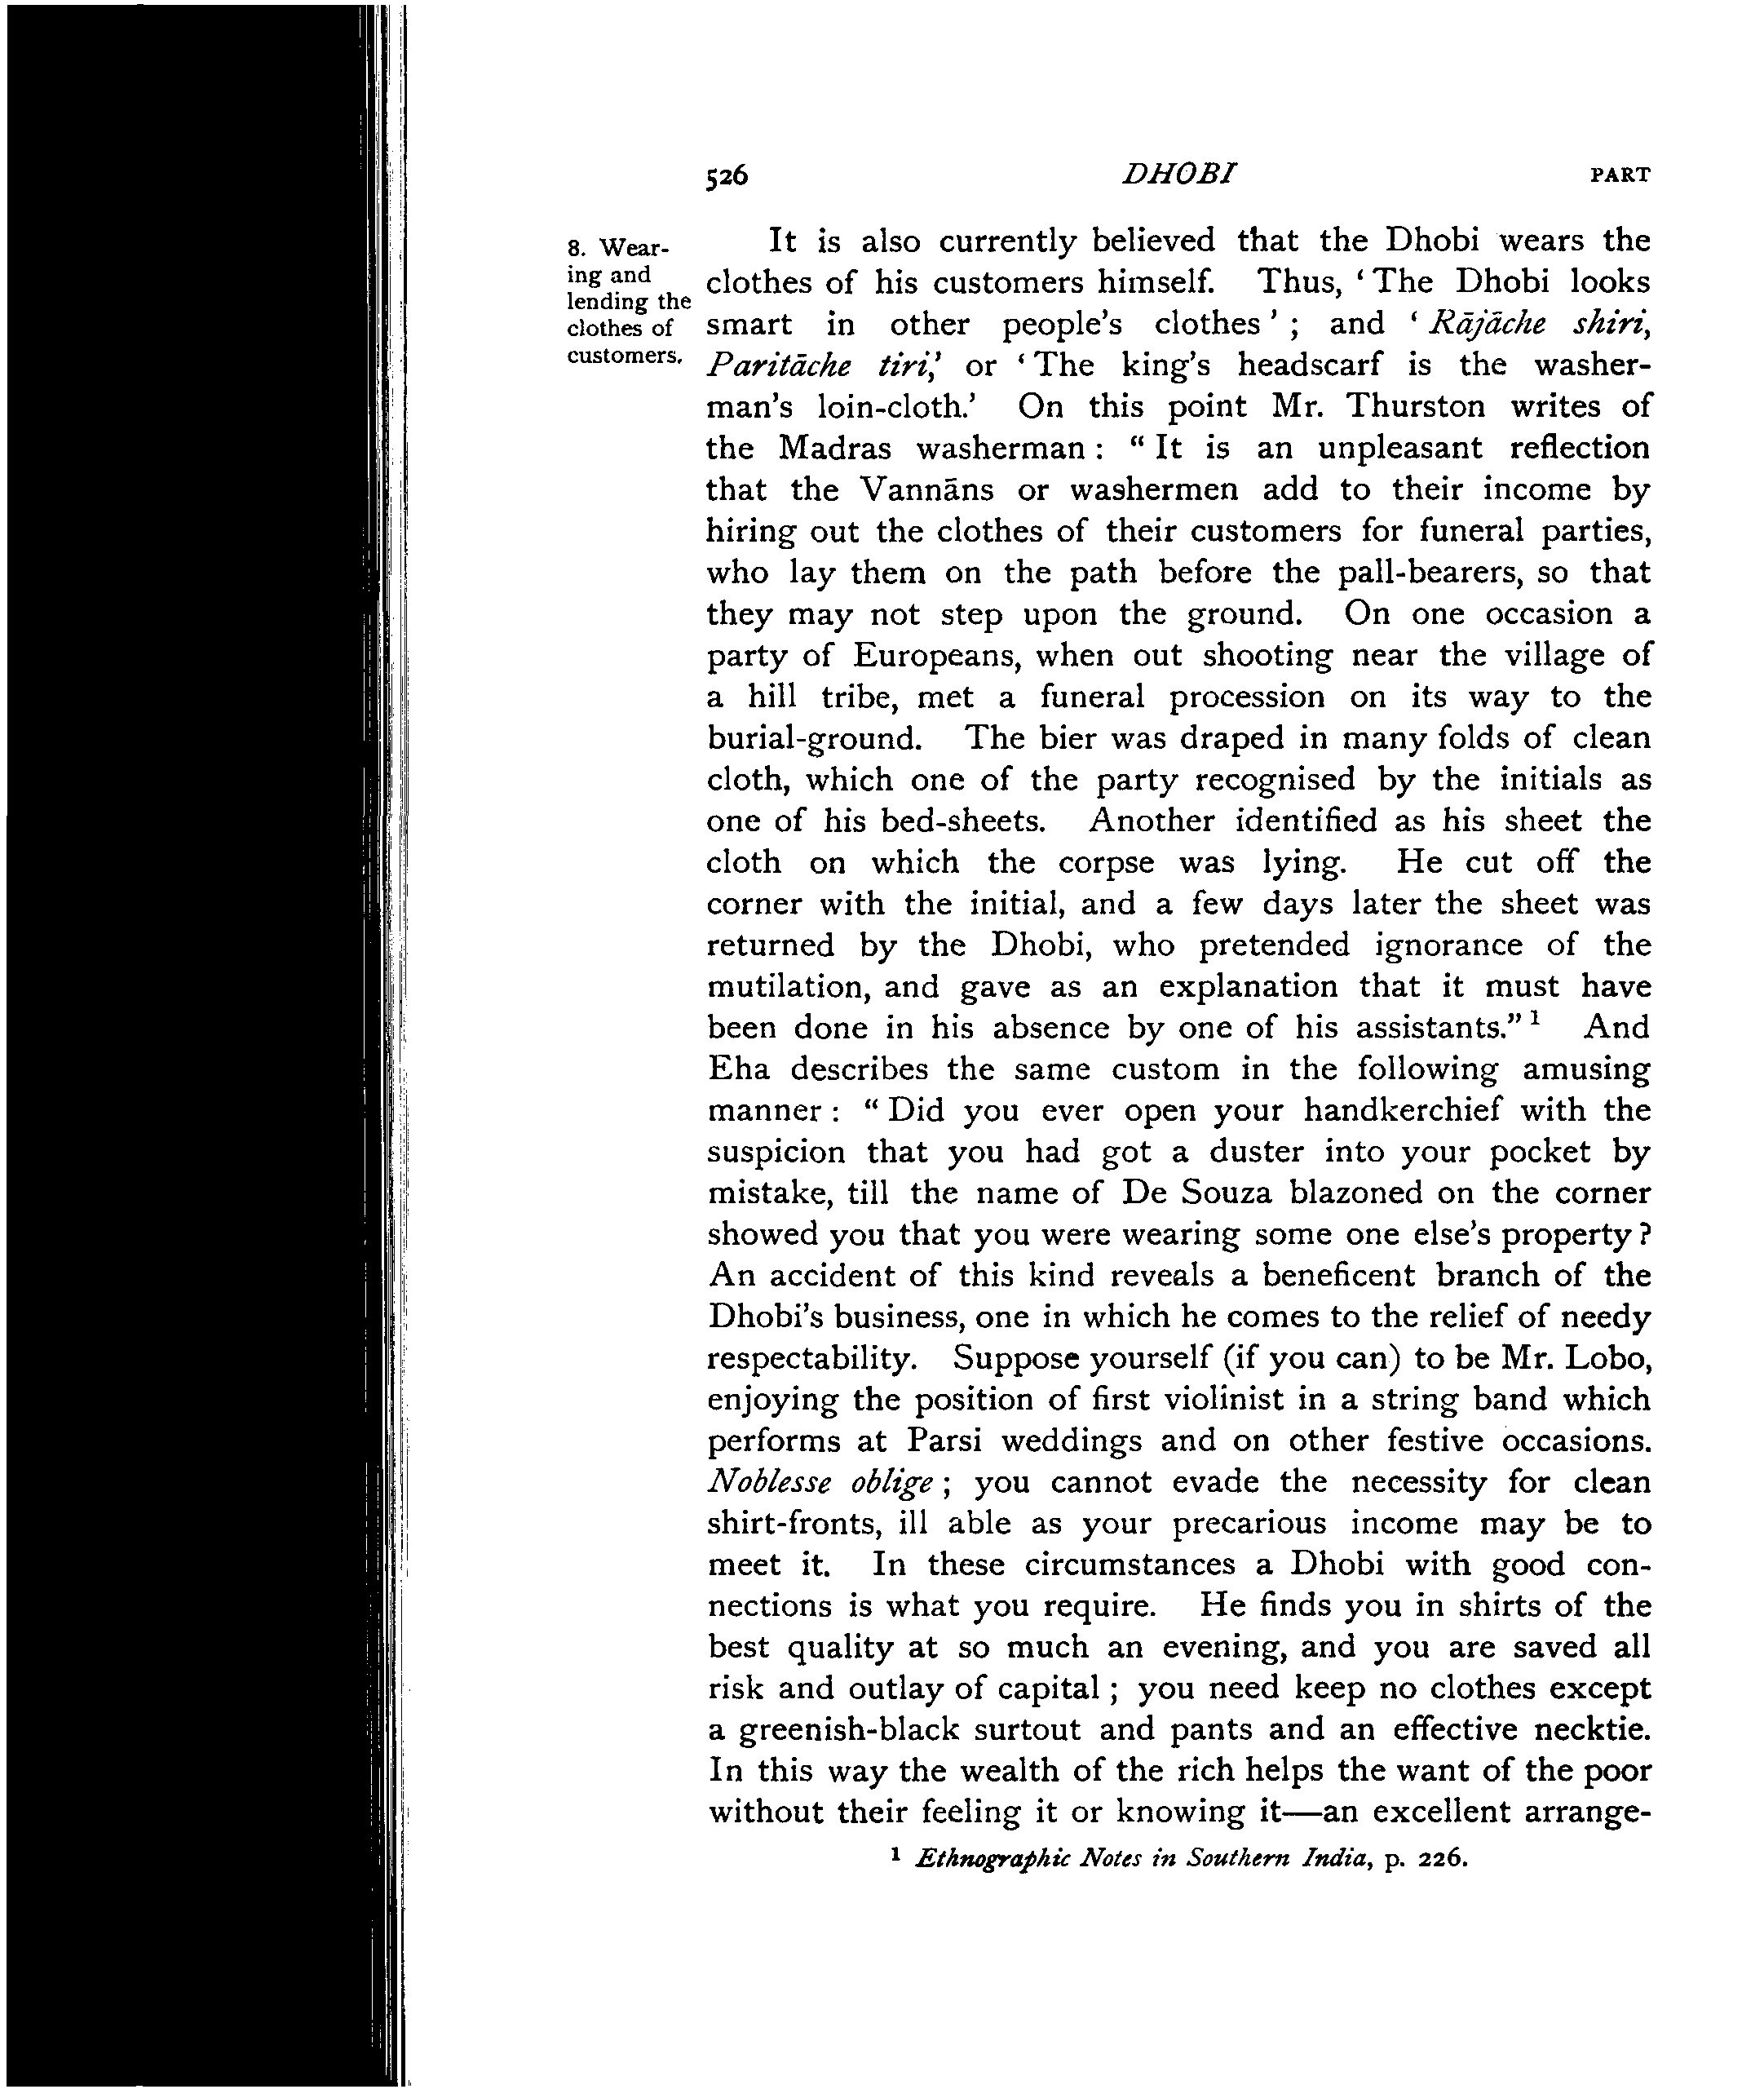 526 DHOBI PART
8. Wear-
ing and
lending the
clothes of
customers.
It is also currently believed that the Dhobi wears the
clothes of his customers himself. Thus, ‘The Dhobi looks
smart in other people's clothes’; and ‘Rājāche shiri,
Paritāche tiri,’ or ‘The king's headscarf is the washer-
man's loin-cloth.’ On this point Mr. Thurston writes of
the Madras washerman: “It is an unpleasant reflection
that the Vannāns or washermen add to their income by
hiring out the clothes of their customers for funeral parties,
who lay them on the path before the pall-bearers, so that
they may not step upon the ground. On one occasion a
party of Europeans, when out shooting near the village of
a hill tribe, met a funeral procession on its way to the
burial-ground. The bier was draped in many folds of clean
cloth, which one of the party recognised by the initials as
one of his bed-sheets. Another identified as his sheet the
cloth on which the corpse was lying. He cut off the
corner with the initial, and a few days later the sheet was
returned by the Dhobi, who pretended ignorance of the
mutilation, and gave as an explanation that it must have
been done in his absence by one of his assistants.”¹ And
Eha describes the same custom in the following amusing
manner: “Did you ever open your handkerchief with the
suspicion that you had got a duster into your pocket by
mistake, till the name of De Souza blazoned on the corner
showed you that you were wearing some one else's property?
An accident of this kind reveals a beneficent branch of the
Dhobi's business, one in which he comes to the relief of needy
respectability. Suppose yourself (if you can) to be Mr. Lobo,
enjoying the position of first violinist in a string band which
performs at Parsi weddings and on other festive occasions.
Noblesse oblige; you cannot evade the necessity for clean
shirt-fronts, ill able as your precarious income may be to
meet it. In these circumstances a Dhobi with good con-
nections is what you require. He finds you in shirts of the
best quality at so much an evening, and you are saved all
risk and outlay of capital; you need keep no clothes except
a greenish-black surtout and pants and an effective necktie.
In this way the wealth of the rich helps the want of the poor
without their feeling it or knowing it—an excellent arrange-
¹ Ethnographic Notes in Southern India, p. 226.